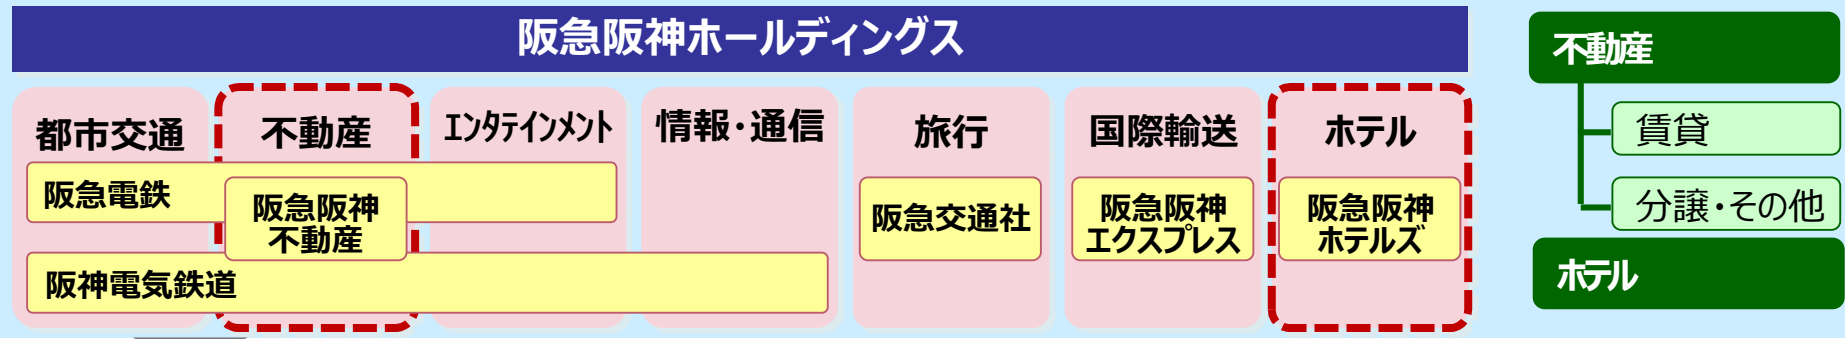 阪急阪神ホールディングス
都市交通
不動産
エンタテインメント
情報・通信
旅行
国際輸送
ホテル
阪急電鉄
阪急阪神
不動産
阪急交通社
阪急阪神
エクスプレス
阪急阪神
ホテルズ
阪神電気鉄道
不動産
賃貸
分譲・その他
ホテル